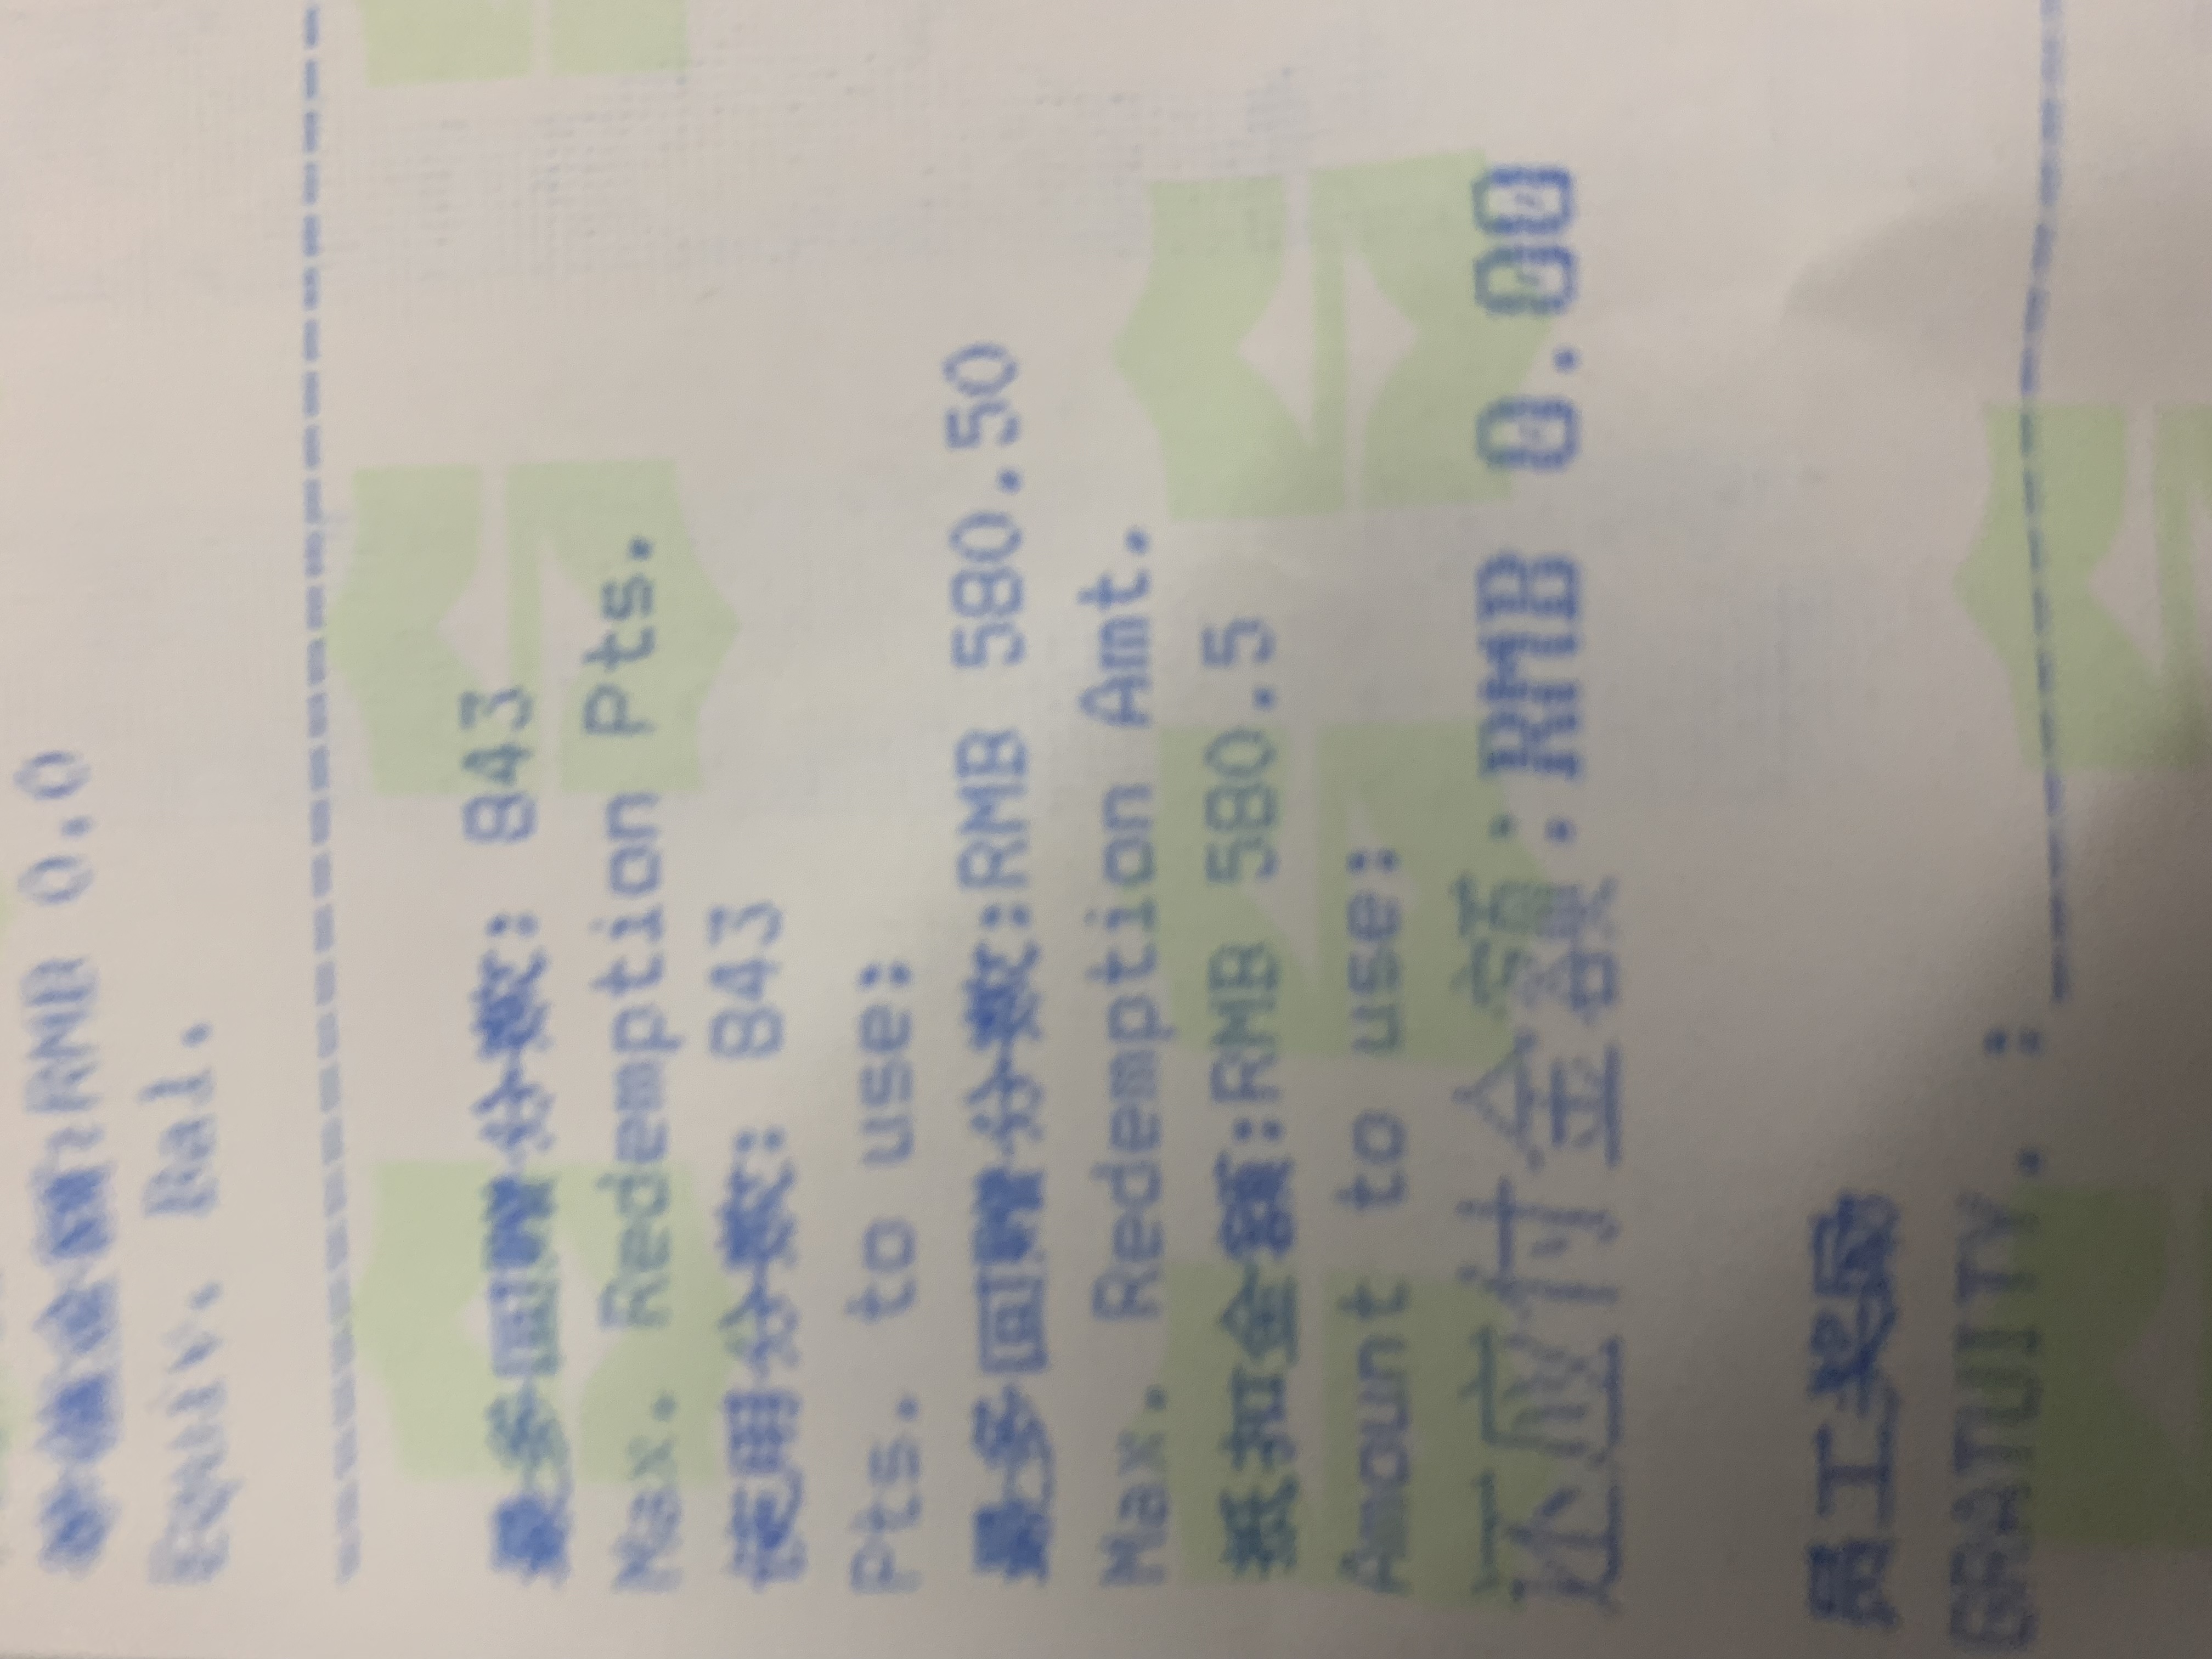 RMB 0.0
Equiv. Bal.
最多回赠分数: 843
Max. Redemption Pts.
使用分数: 843
Pts. to use:
最多回赠分数:RMB 580.50
Max. Redemption Amt.
抵扣金额:RMB 580.5
Amount to use:
还应付金额:RMB 0.00
员工奖励
GRATUITY. :